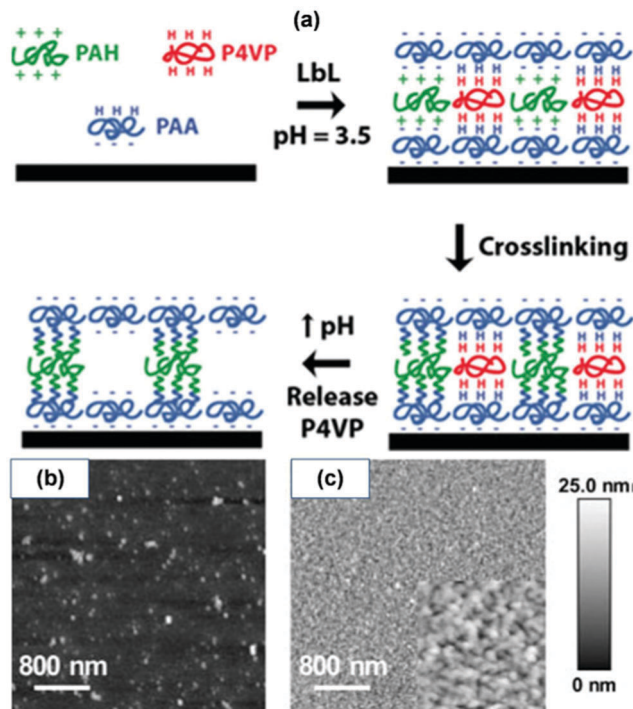 (a)
+ + +
PAH
+ + +
H H H
P4VP
H H H
H H H
PAA
- - -
LbL
pH = 3.5
- - - - - - - - - - - -
+ + + H H H + + + H H H
+ + + H H H + + + H H H
- - - H H H - - - H H H
- - - - - - - - - - - -
Crosslinking
- - - - - - - - - - - -
↑ pH
Release
P4VP
- - - - - -
- - - - - - - - - - - -
- - - - - - - - - - - -
H H H H H H
H H H H H H
H H H H H H
- - - - - - - - - - - -
(b)
800 nm
(c)
800 nm
25.0 nm
0 nm